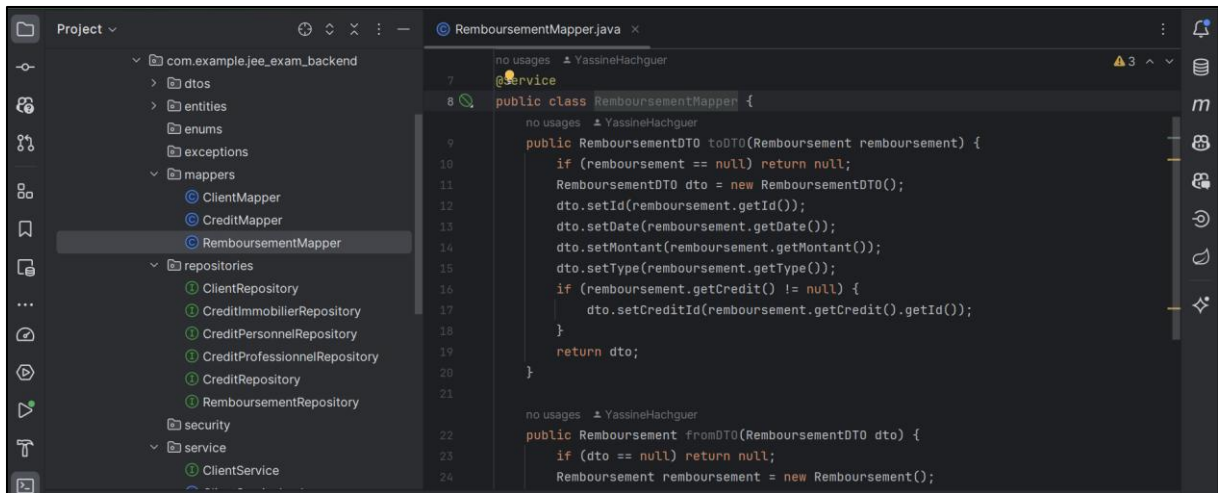 Project
com.example.jee_exam_backend
dtos
entities
enums
exceptions
mappers
ClientMapper
CreditMapper
RemboursementMapper
repositories
ClientRepository
CreditImmobilierRepository
CreditPersonnelRepository
CreditProfessionnelRepository
CreditRepository
RemboursementRepository
security
service
ClientService
RemboursementMapper.java
3
no usages YassineHachguer
7 @Service
8 public class RemboursementMapper {
no usages YassineHachguer
9 public RemboursementDTO toDTO(Remboursement remboursement) {
10 if (remboursement == null) return null;
11 RemboursementDTO dto = new RemboursementDTO();
12 dto.setId(remboursement.getId());
13 dto.setDate(remboursement.getDate());
14 dto.setMontant(remboursement.getMontant());
15 dto.setType(remboursement.getType());
16 if (remboursement.getCredit() != null) {
17 dto.setCreditId(remboursement.getCredit().getId());
18 }
19 return dto;
20 }
21
no usages YassineHachguer
22 public Remboursement fromDTO(RemboursementDTO dto) {
23 if (dto == null) return null;
24 Remboursement remboursement = new Remboursement();
m